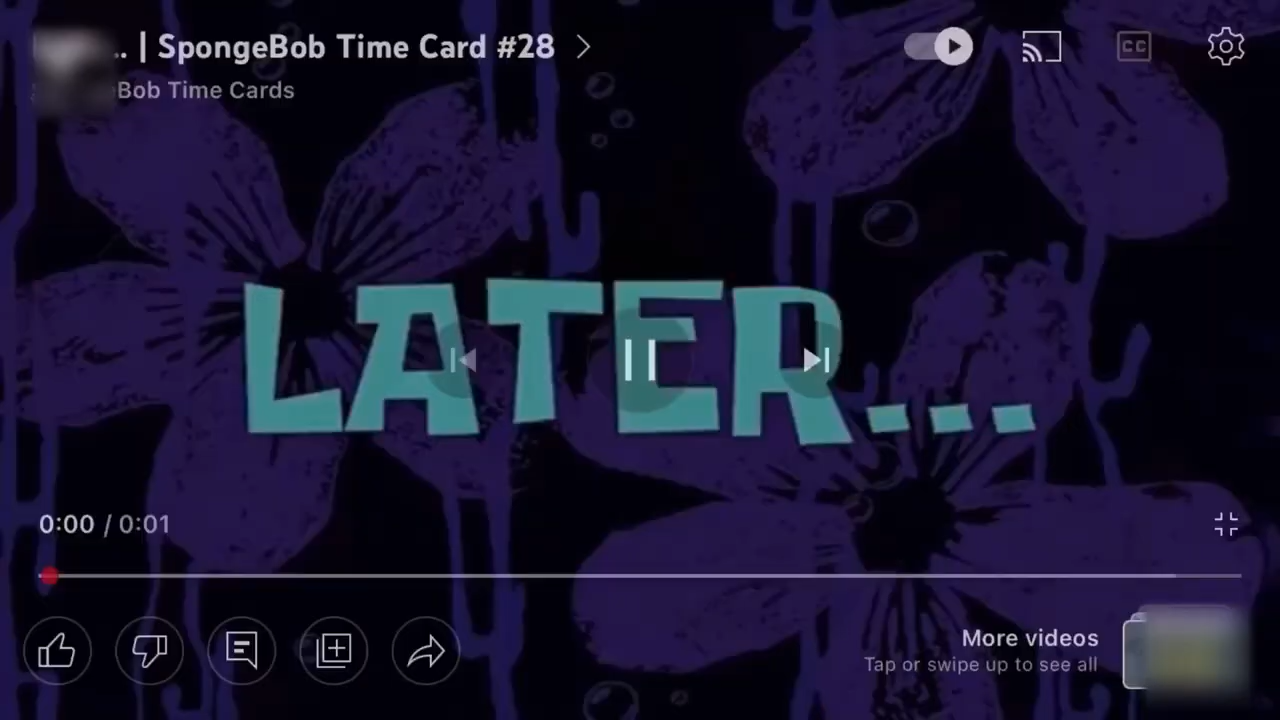 .. | SpongeBob Time Card #28
Bob Time Cards
CC
LATER...
0:00 / 0:01
More videos
Tap or swipe up to see all